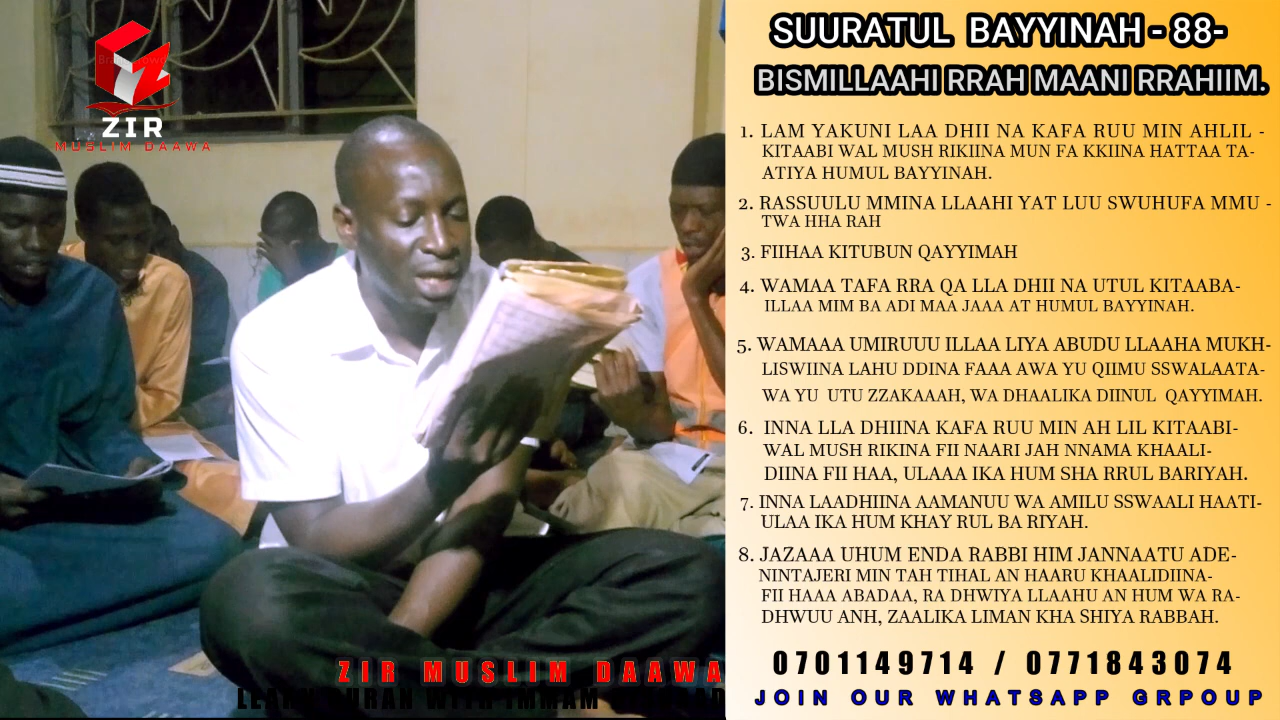 ZIR
MUSLIM DAAWA
SUURATUL BAYYINAH - 88-
BISMILLAAHI RRAH MAANI RRAHIIM.
1. LAM YAKUNI LAA DHII NA KAFA RUU MIN AHLIL -
KITAABI WAL MUSH RIKIINA MUN FA KKIINA HATTAA TA-
ATIYA HUMUL BAYYINAH.
2. RASSUULU MMINA LLAAHI YAT LUU SWUHUFA MMU -
TWA HHA RAH
3. FIIHAA KITUBUN QAYYIMAH
4. WAMAA TAFA RRA QA LLA DHII NA UTUL KITAABA-
ILLAA MIM BA ADI MAA JAAA AT HUMUL BAYYINAH.
5. WAMAAA UMIRUUU ILLAA LIYA ABUDU LLAAHA MUKH-
LISWIINA LAHU DDINA FAAA AWA YU QIIMU SSWALAATA-
WA YU UTU ZZAKAAAH, WA DHAALIKA DIINUL QAYYIMAH.
6. INNA LLA DHIINA KAFA RUU MIN AH LIL KITAABI-
WAL MUSH RIKINA FII NAARI JAH NNAMA KHAALI-
DIINA FII HAA, ULAAA IKA HUM SHA RRUL BARIYAH.
7. INNA LAADHIINA AAMANUU WA AMILU SSWAALI HAATI-
ULAA IKA HUM KHAY RUL BA RIYAH.
8. JAZAAA UHUM ENDA RABBI HIM JANNAATU ADE-
NINTAJERI MIN TAH TIHAL AN HAARU KHAALIDIINA-
FII HAAA ABADAA, RA DHWIYA LLAAHU AN HUM WA RA-
DHWUU ANH, ZAALIKA LIMAN KHA SHIYA RABBAH.
0701149714 / 0771843074
JOIN OUR WHATSAPP GRPOUP
ZIR MUSLIM DAAWA
QURAN WITH IMMAM